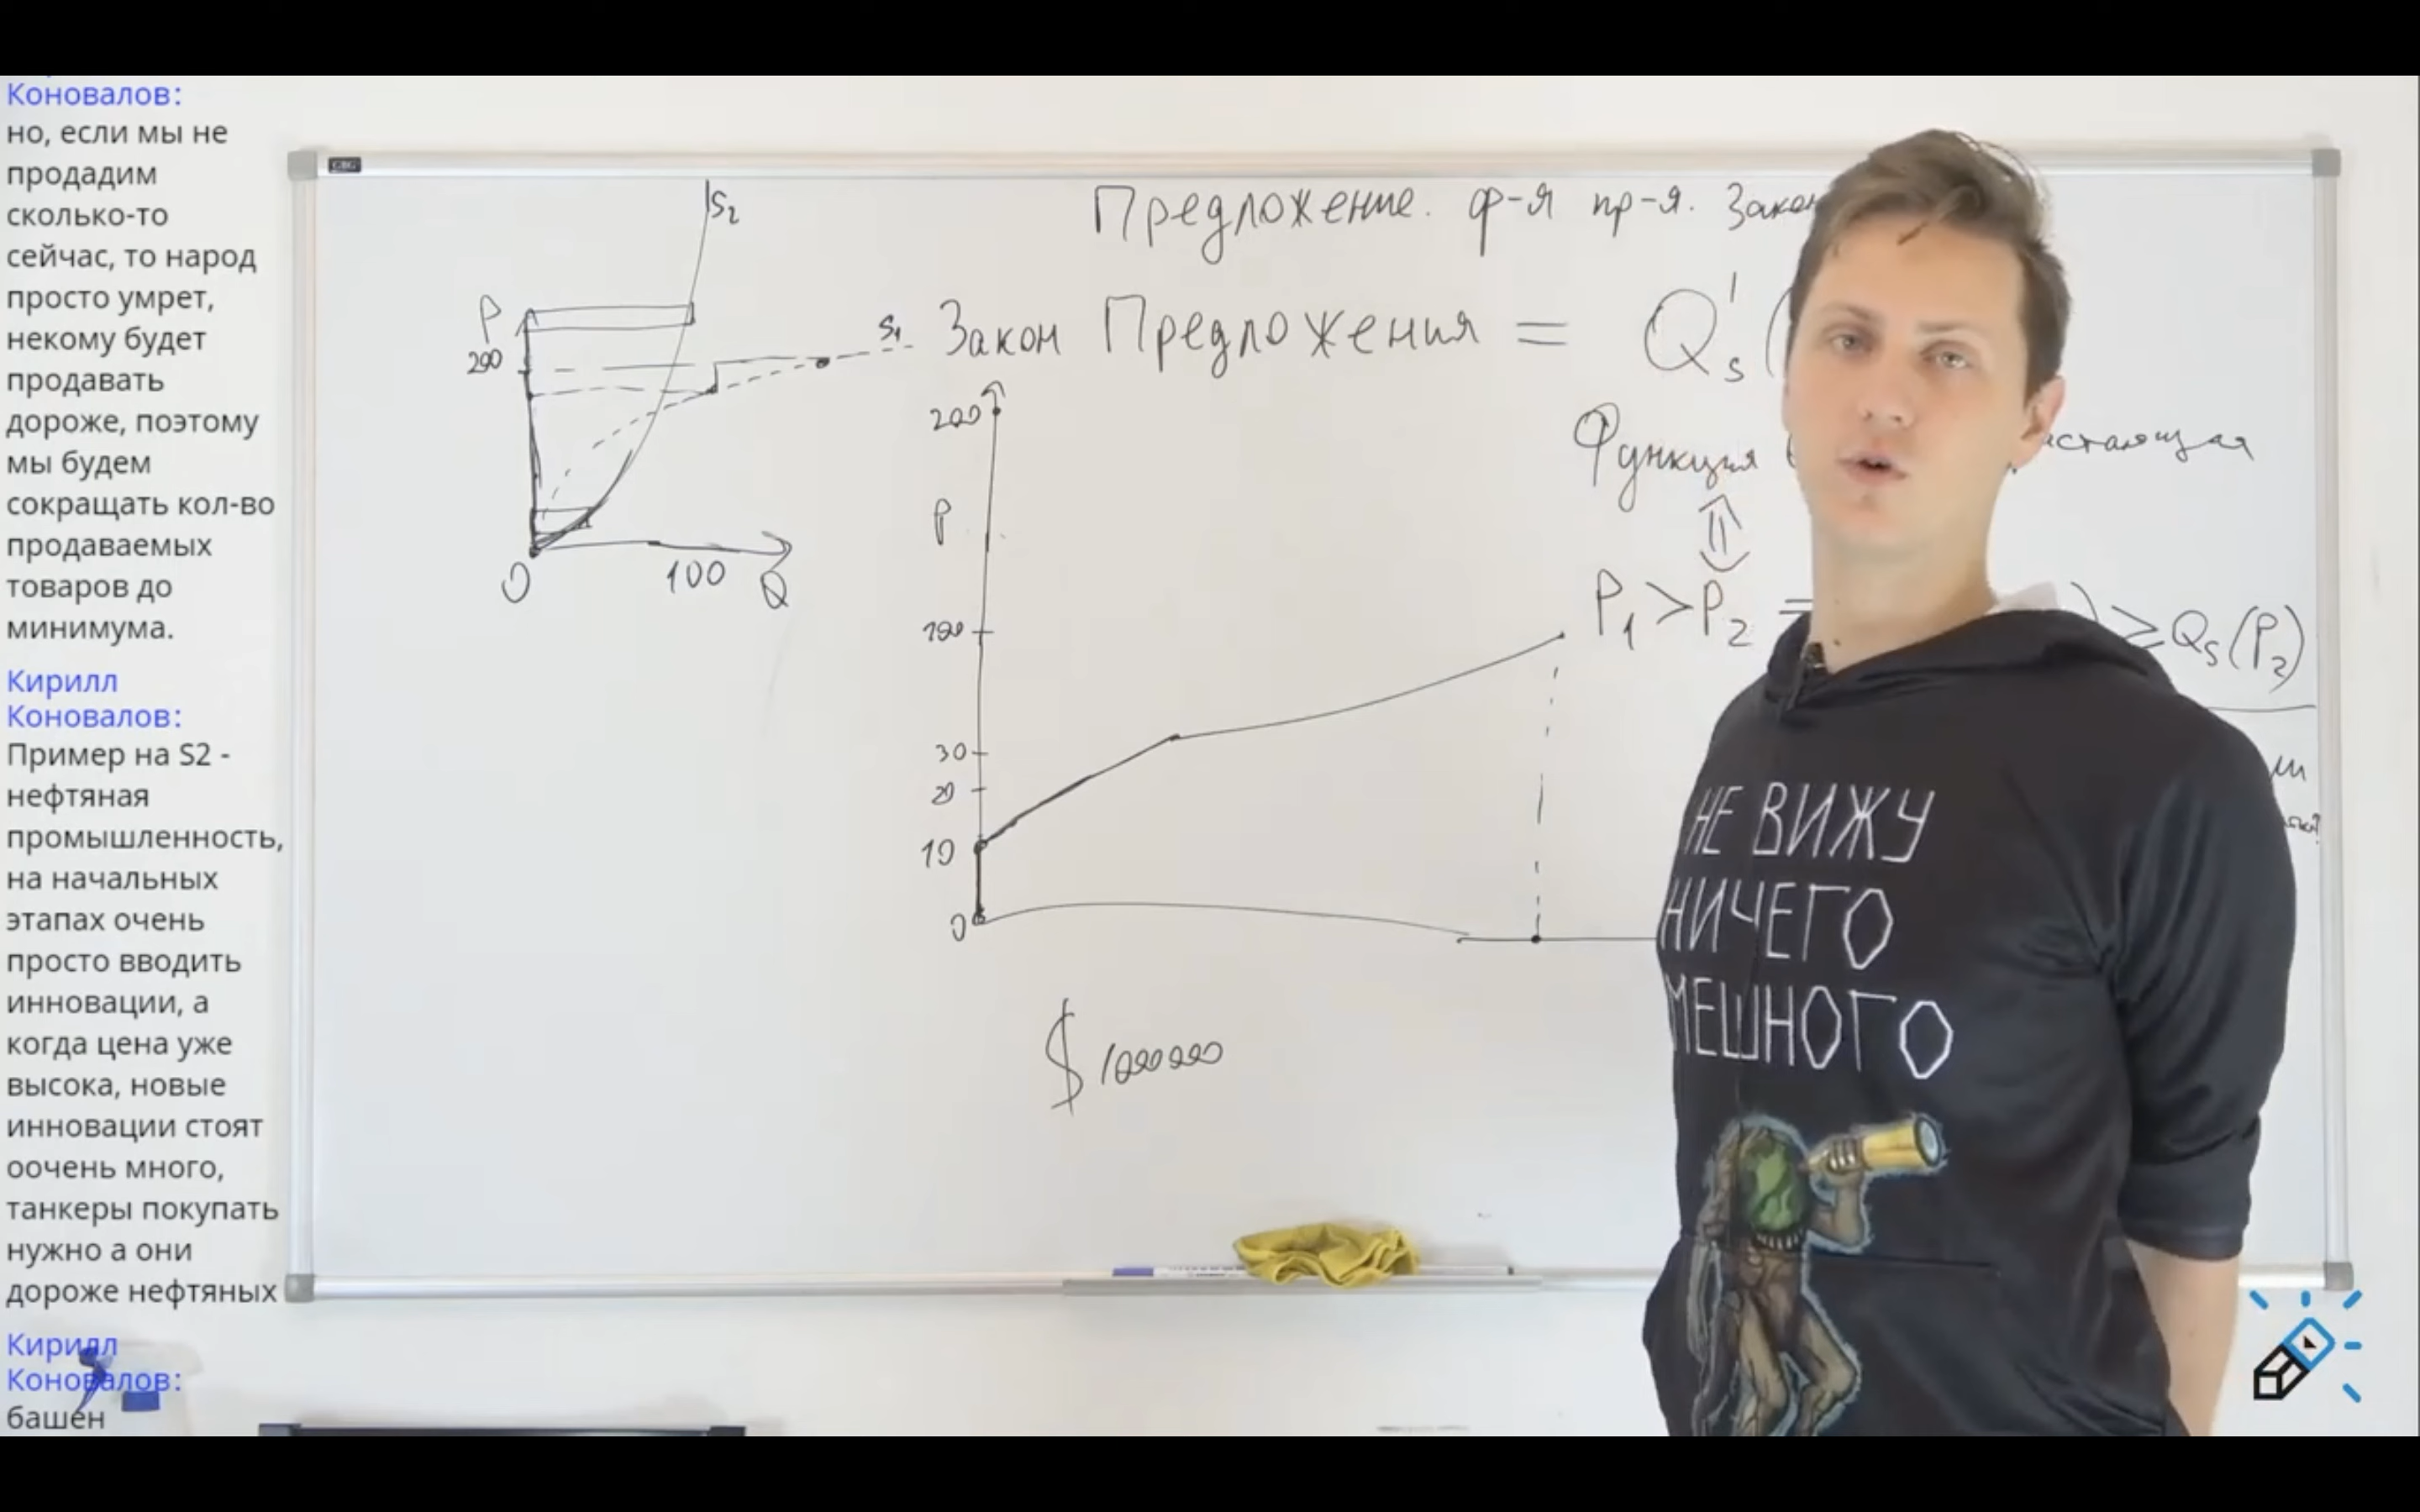 Коновалов:
но, если мы не
продадим
сколько-то
сейчас, то народ
просто умрет,
некому будет
продавать
дороже, поэтому
мы будем
сокращать кол-во
продаваемых
товаров до
минимума.
Кирилл
Коновалов:
Пример на S2 -
нефтяная
промышленность,
на начальных
этапах очень
просто вводить
инновации, а
когда цена уже
высока, новые
инновации стоят
оочень много,
танкеры покупать
нужно а они
дороже нефтяных
Кирилл
Коновалов:
башен
S2
P
200
S1
0
100
Q
Предложение. ф-я пр-я. Закон
Закон Предложения = Q's(
200
P
100
30
20
10
0
$1000000
Функция
P1 > P2 =
) ≥ Qs(P2)
НЕ ВИЖУ
НИЧЕГО
МЕШНОГО